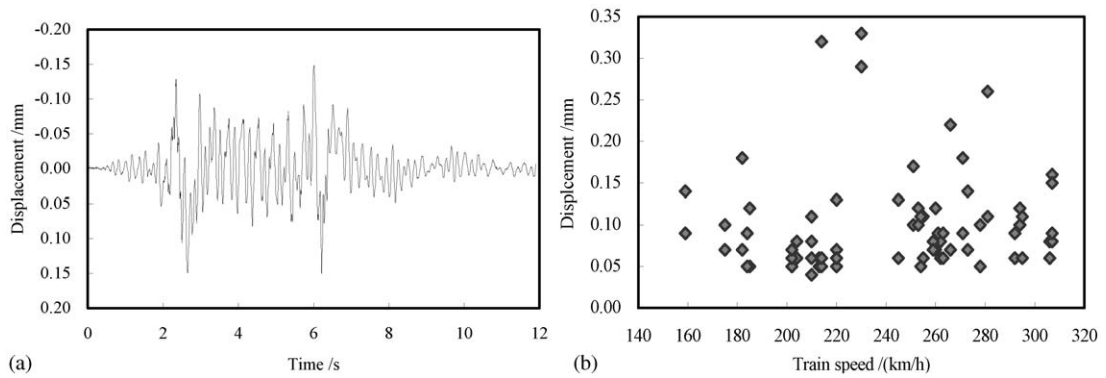 -0.20
-0.15
-0.10
-0.05
0.00
0.05
0.10
0.15
0.20
Displacement /mm
0 2 4 6 8 10 12
Time /s
(a)
0.35
0.30
0.25
0.20
0.15
0.10
0.05
0.00
Displcement /mm
140 160 180 200 220 240 260 280 300 320
Train speed /(km/h)
(b)